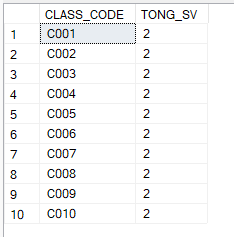 CLASS_CODE TONG_SV
1 C001 2
2 C002 2
3 C003 2
4 C004 2
5 C005 2
6 C006 2
7 C007 2
8 C008 2
9 C009 2
10 C010 2